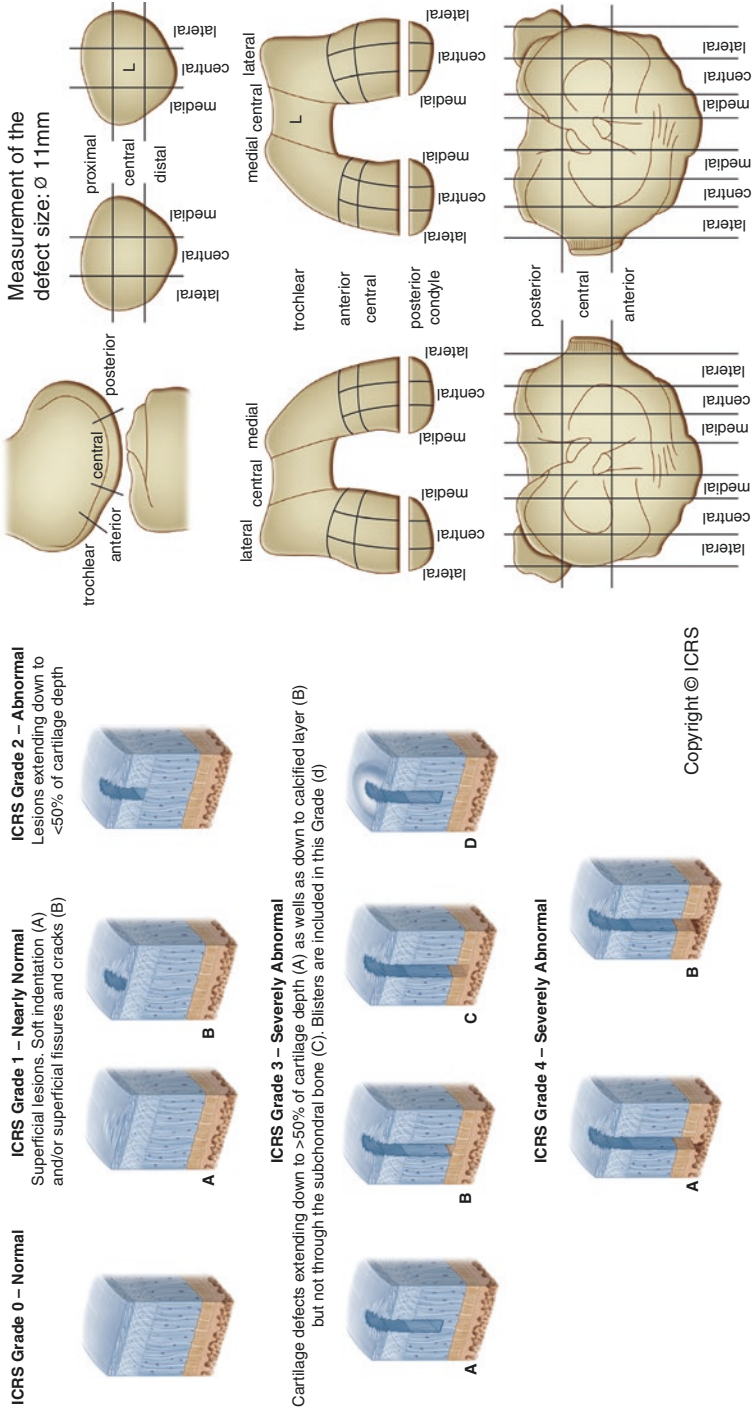 ICRS Grade 0 – Normal
ICRS Grade 1 – Nearly Normal
Superficial lesions. Soft indentation (A)
and/or superficial fissures and cracks (B)
A
B
ICRS Grade 2 – Abnormal
Lesions extending down to
<50% of cartilage depth
ICRS Grade 3 – Severely Abnormal
Cartilage defects extending down to >50% of cartilage depth (A) as wells as down to calcified layer (B)
but not through the subchondral bone (C). Blisters are included in this Grade (d)
A
B
C
D
ICRS Grade 4 – Severely Abnormal
A
B
Copyright © ICRS
trochlear
anterior
central
posterior
Measurement of the
defect size: Ø 11mm
proximal
central
distal
L
lateral
central
medial
medial
central
lateral
lateral
central
medial
lateral
central
medial
medial
central
lateral
trochlear
anterior
central
posterior
condyle
medial
central
lateral
L
lateral
central
medial
medial
central
lateral
lateral
central
medial
medial
central
lateral
posterior
central
anterior
lateral
central
medial
medial
central
lateral